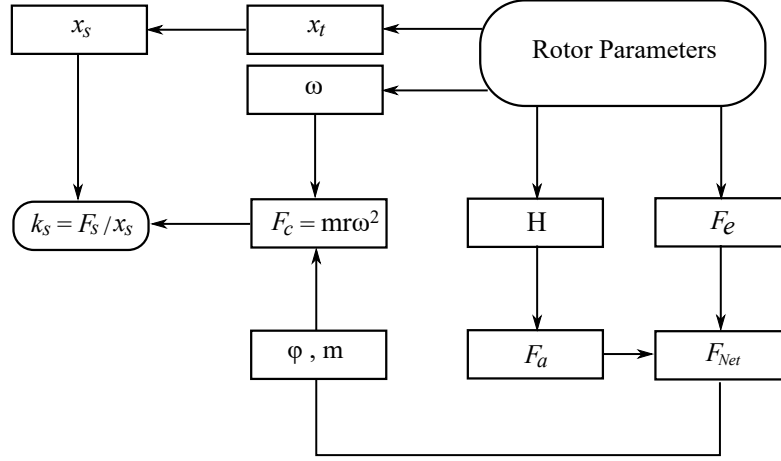 x_s
x_t
Rotor Parameters
ω
k_s = F_s/x_s
F_c = mrω²
H
F_e
φ , m
F_a
F_Net